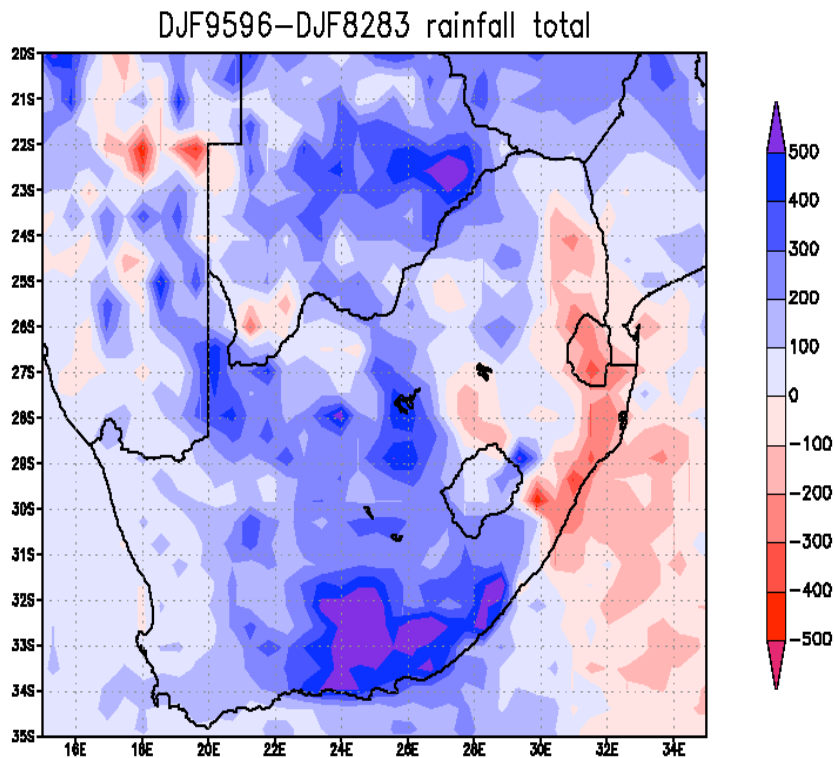 DJF9596-DJF8283 rainfall total
20S
21S
22S
23S
24S
25S
26S
27S
28S
29S
30S
31S
32S
33S
34S
35S
16E 18E 20E 22E 24E 26E 28E 30E 32E 34E
500
400
300
200
100
0
-100
-200
-300
-400
-500